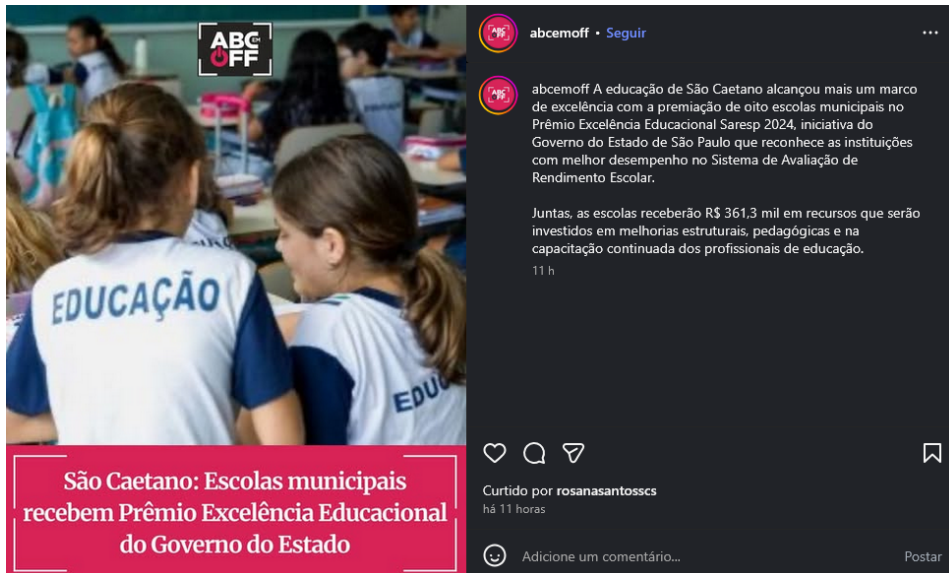 ABC EM
OFF
EDUCAÇÃO
EDUC
São Caetano: Escolas municipais
recebem Prêmio Excelência Educacional
do Governo do Estado
abcemoff • Seguir
abcemoff A educação de São Caetano alcançou mais um marco
de excelência com a premiação de oito escolas municipais no
Prêmio Excelência Educacional Saresp 2024, iniciativa do
Governo do Estado de São Paulo que reconhece as instituições
com melhor desempenho no Sistema de Avaliação de
Rendimento Escolar.
Juntas, as escolas receberão R$ 361,3 mil em recursos que serão
investidos em melhorias estruturais, pedagógicas e na
capacitação continuada dos profissionais de educação.
11 h
Curtido por rosanasantosscs
há 11 horas
Adicione um comentário...
Postar